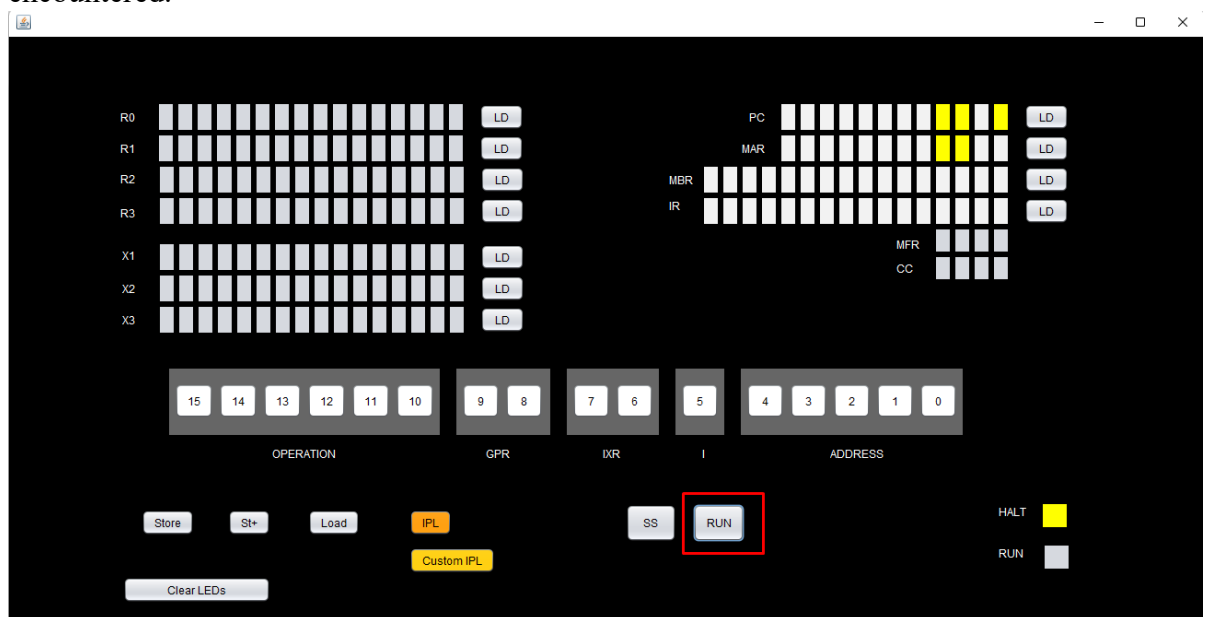 encountered.
R0 LD PC LD
R1 LD MAR LD
R2 LD MBR LD
R3 LD IR LD
MFR
X1 LD
CC
X2 LD
X3 LD
15 14 13 12 11 10 9 8 7 6 5 4 3 2 1 0
OPERATION GPR IXR I ADDRESS
Store St+ Load IPL SS RUN HALT
Custom IPL RUN
Clear LEDs